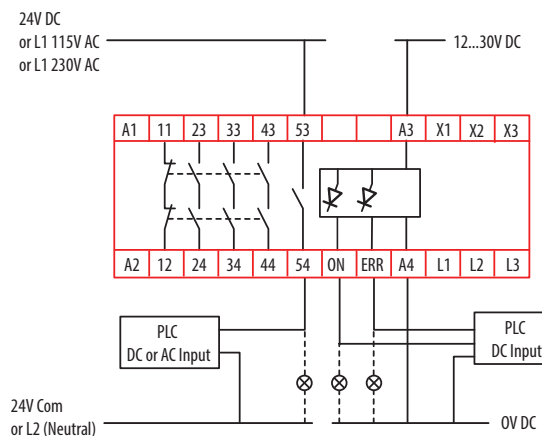 24V DC
or L1 115V AC
or L1 230V AC
12...30V DC
A1 11 23 33 43 53 A3 X1 X2 X3
A2 12 24 34 44 54 ON ERR A4 L1 L2 L3
PLC
DC or AC Input
PLC
DC Input
24V Com
or L2 (Neutral)
0V DC